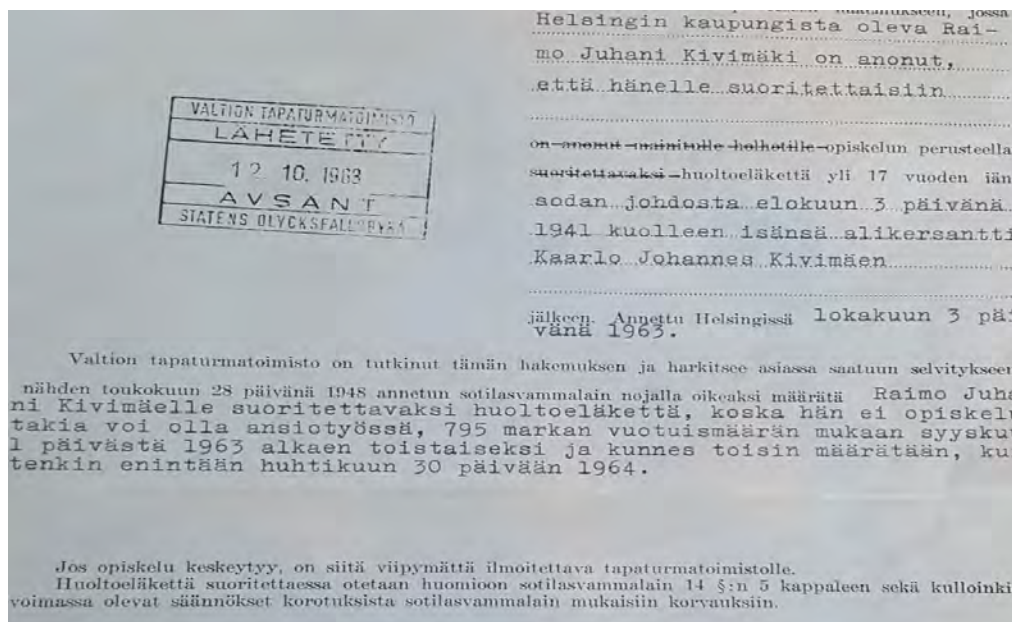 jossa
Helsingin kaupungista oleva Rai-
mo Juhani Kivimäki on anonut,
että hänelle suoritettaisiin
VALTION TAPATURMATOIMISTO
LÄHETETTY
12 10. 1963
AVSÄNT
STATENS OLYCKSFALLSBYRÅ
on anonut mainitulle helhetille opiskelun perusteella
suoritettavaksi huoltoeläkettä yli 17 vuoden iän
sodan johdosta elokuun 3 päivänä
1941 kuolleen isänsä alikersantti
Kaarlo Johannes Kivimäen
jälkeen. Annettu Helsingissä lokakuun 3 päi
vänä 1963.
Valtion tapaturmatoimisto on tutkinut tämän hakemuksen ja harkitsee asiassa saatuun selvitykseen
nähden toukokuun 28 päivänä 1948 annetun sotilasvammalain nojalla oikeaksi määrätä Raimo Juha
ni Kivimäelle suoritettavaksi huoltoeläkettä, koska hän ei opiskelu
takia voi olla ansiotyössä, 795 markan vuotuismäärän mukaan syysku
1 päivästä 1963 alkaen toistaiseksi ja kunnes toisin määrätään, ku
tenkin enintään huhtikuun 30 päivään 1964.
Jos opiskelu keskeytyy, on siitä viipymättä ilmoitettava tapaturmatoimistolle.
Huoltoeläkettä suoritettaessa otetaan huomioon sotilasvammalain 14 §:n 5 kappaleen sekä kulloinki
voimassa olevat säännökset korotuksista sotilasvammalain mukaisiin korvauksiin.